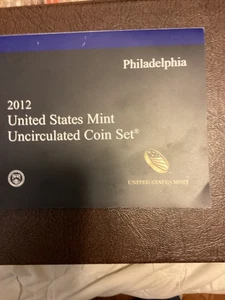 Philadelphia
2012
United States Mint
Uncirculated Coin Set®
UNITED STATES MINT